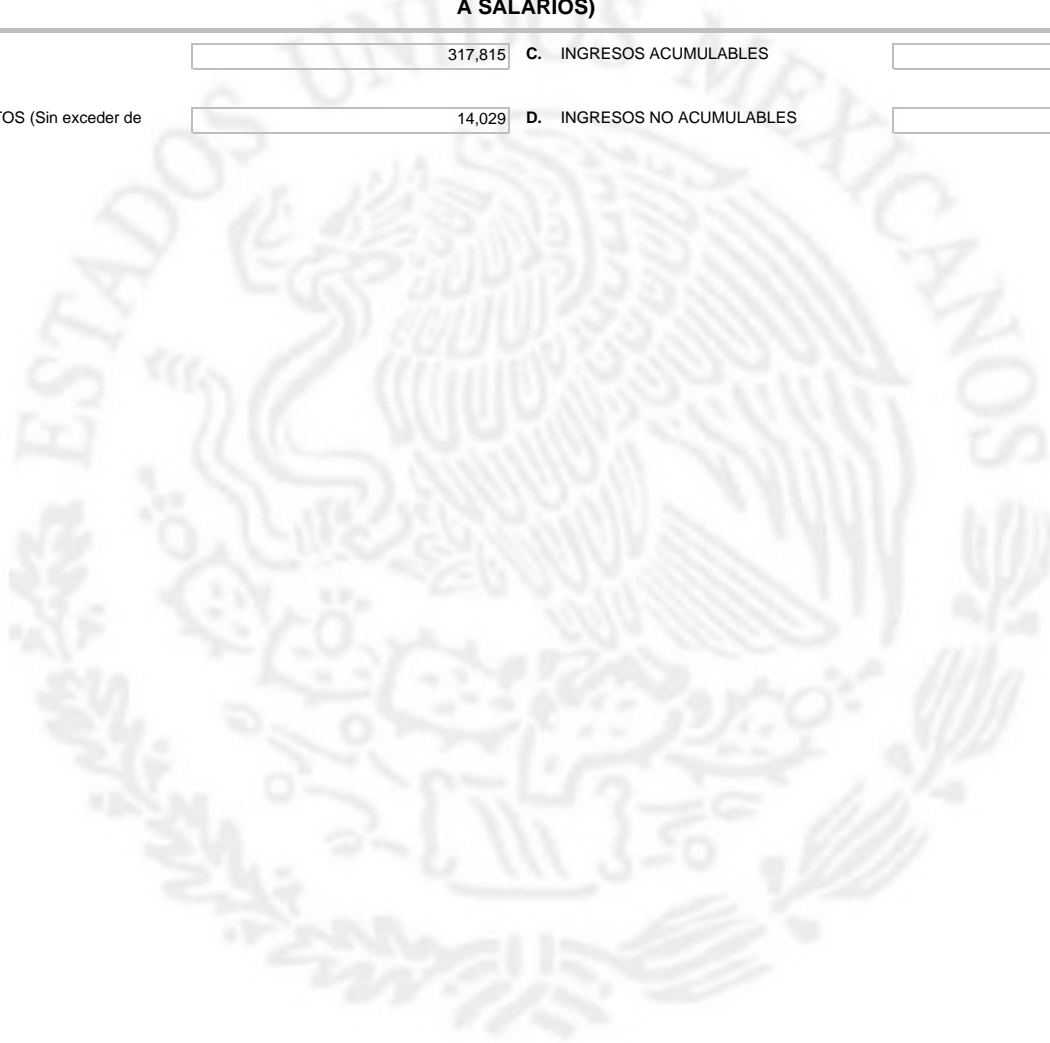 A SALARIOS)
317,815 C. INGRESOS ACUMULABLES
TOS (Sin exceder de 14,029 D. INGRESOS NO ACUMULABLES
ESTADOS UNIDOS MEXICANOS